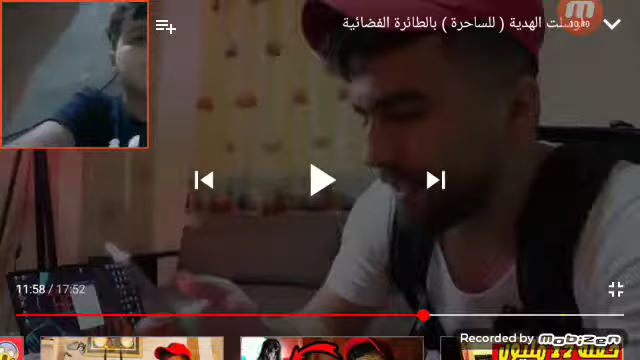 وصلت الهدية ( للساحرة ) بالطائرة الفضائية
11:58 / 17:52
Recorded by mobizen